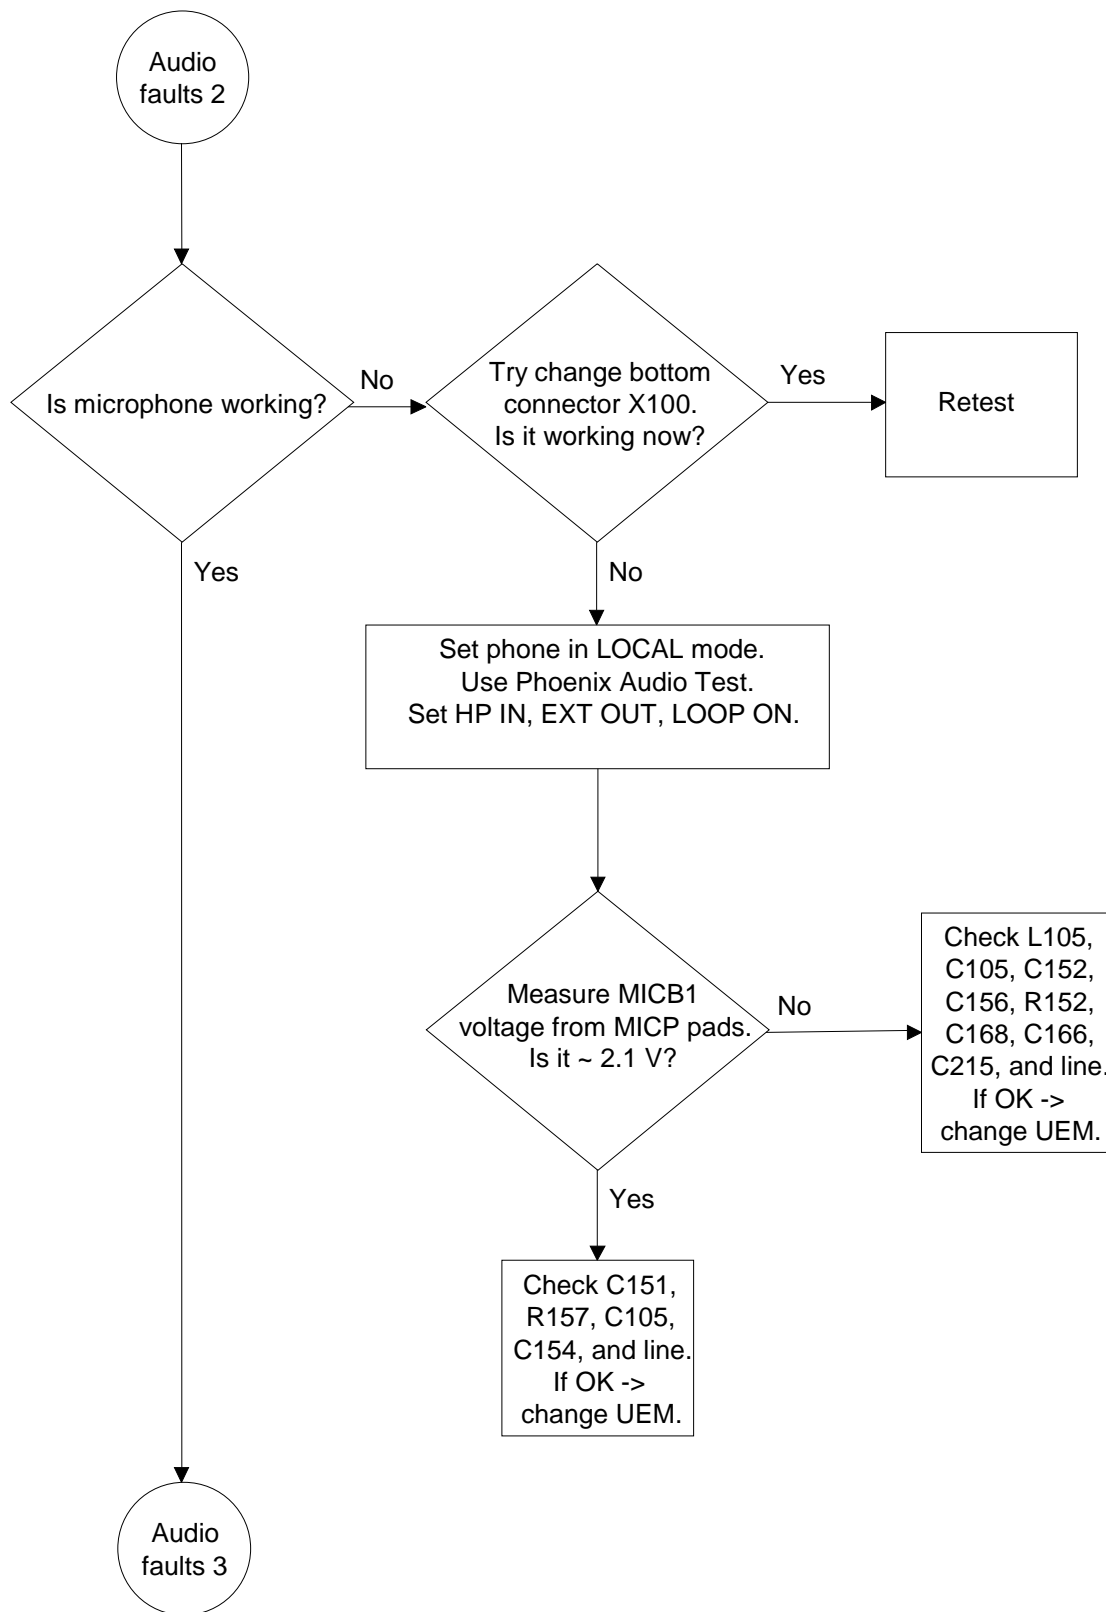 Audio
faults 2
Is microphone working?
No
Try change bottom
connector X100.
Is it working now?
Yes
Retest
Yes
No
Set phone in LOCAL mode.
Use Phoenix Audio Test.
Set HP IN, EXT OUT, LOOP ON.
Measure MICB1
voltage from MICP pads.
Is it ~ 2.1 V?
No
Check L105,
C105, C152,
C156, R152,
C168, C166,
C215, and line.
If OK ->
change UEM.
Yes
Check C151,
R157, C105,
C154, and line.
If OK ->
change UEM.
Audio
faults 3